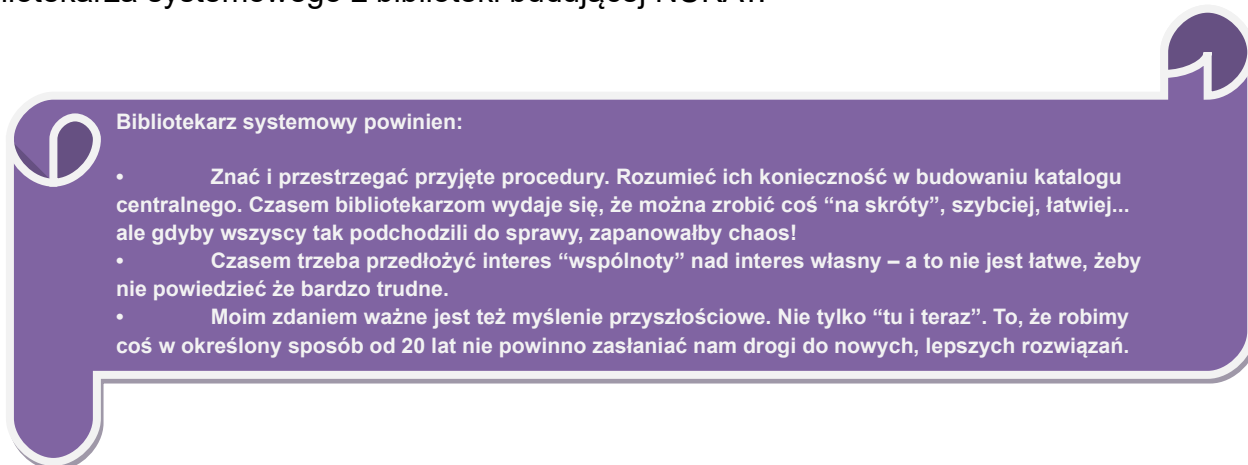 systemowego z biblioteki budującej
Bibliotekarz systemowy powinien:
• Znać i przestrzegać przyjęte procedury. Rozumieć ich konieczność w budowaniu katalogu
centralnego. Czasem bibliotekarzom wydaje się, że można zrobić coś “na skróty”, szybciej, łatwiej...
ale gdyby wszyscy tak podchodzili do sprawy, zapanowałby chaos!
• Czasem trzeba przedłożyć interes “wspólnoty” nad interes własny – a to nie jest łatwe, żeby
nie powiedzieć że bardzo trudne.
• Moim zdaniem ważne jest też myślenie przyszłościowe. Nie tylko “tu i teraz”. To, że robimy
coś w określony sposób od 20 lat nie powinno zasłaniać nam drogi do nowych, lepszych rozwiązań.